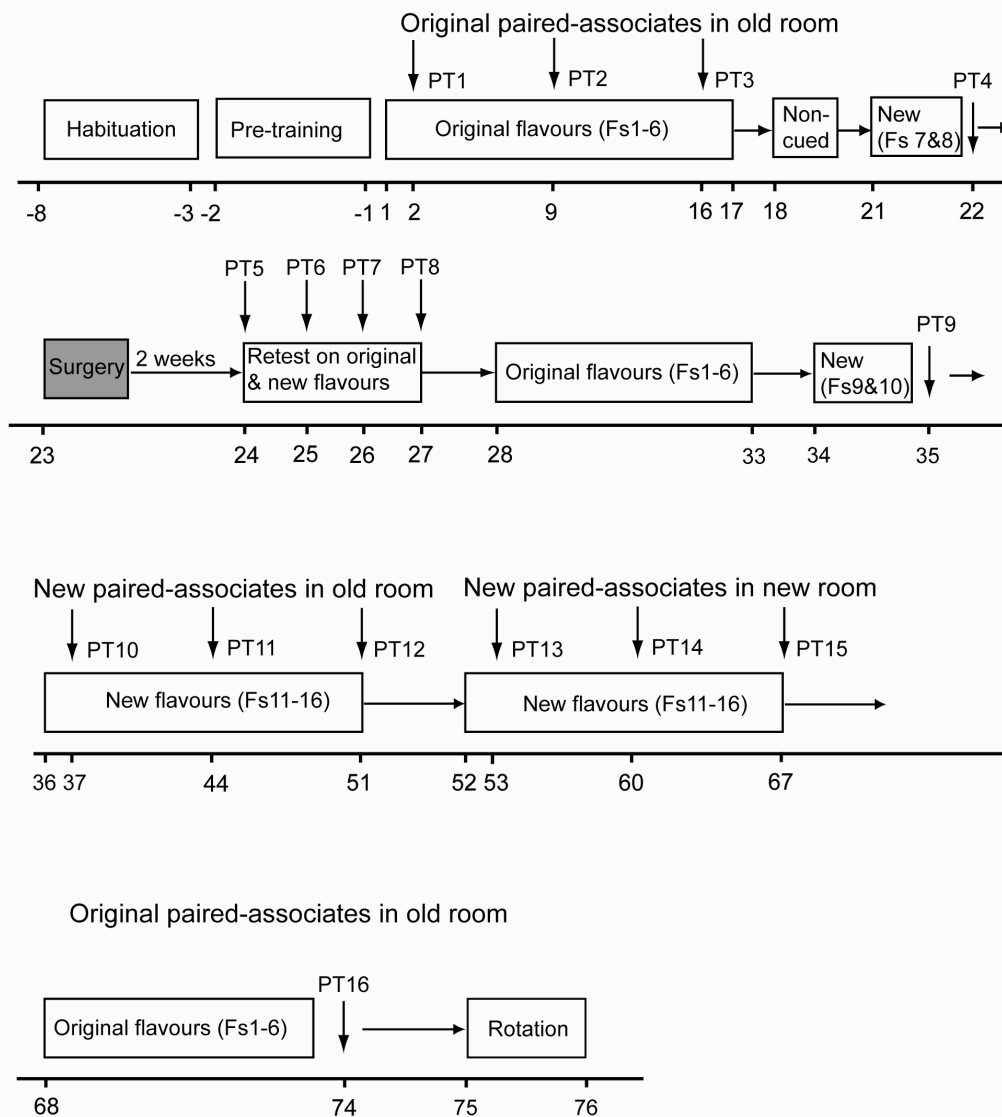 Original paired-associates in old room
PT1 PT2 PT3 PT4
Habituation
Pre-training
Original flavours (Fs1-6)
Non-
cued
New
(Fs 7&8)
-8 -3 -2 -1 1 2 9 16 17 18 21 22
PT5 PT6 PT7 PT8 PT9
Surgery
2 weeks
Retest on original
& new flavours
Original flavours (Fs1-6)
New
(Fs9&10)
23 24 25 26 27 28 33 34 35
New paired-associates in old room
New paired-associates in new room
PT10 PT11 PT12 PT13 PT14 PT15
New flavours (Fs11-16)
New flavours (Fs11-16)
36 37 44 51 52 53 60 67
Original paired-associates in old room
PT16
Original flavours (Fs1-6)
Rotation
68 74 75 76